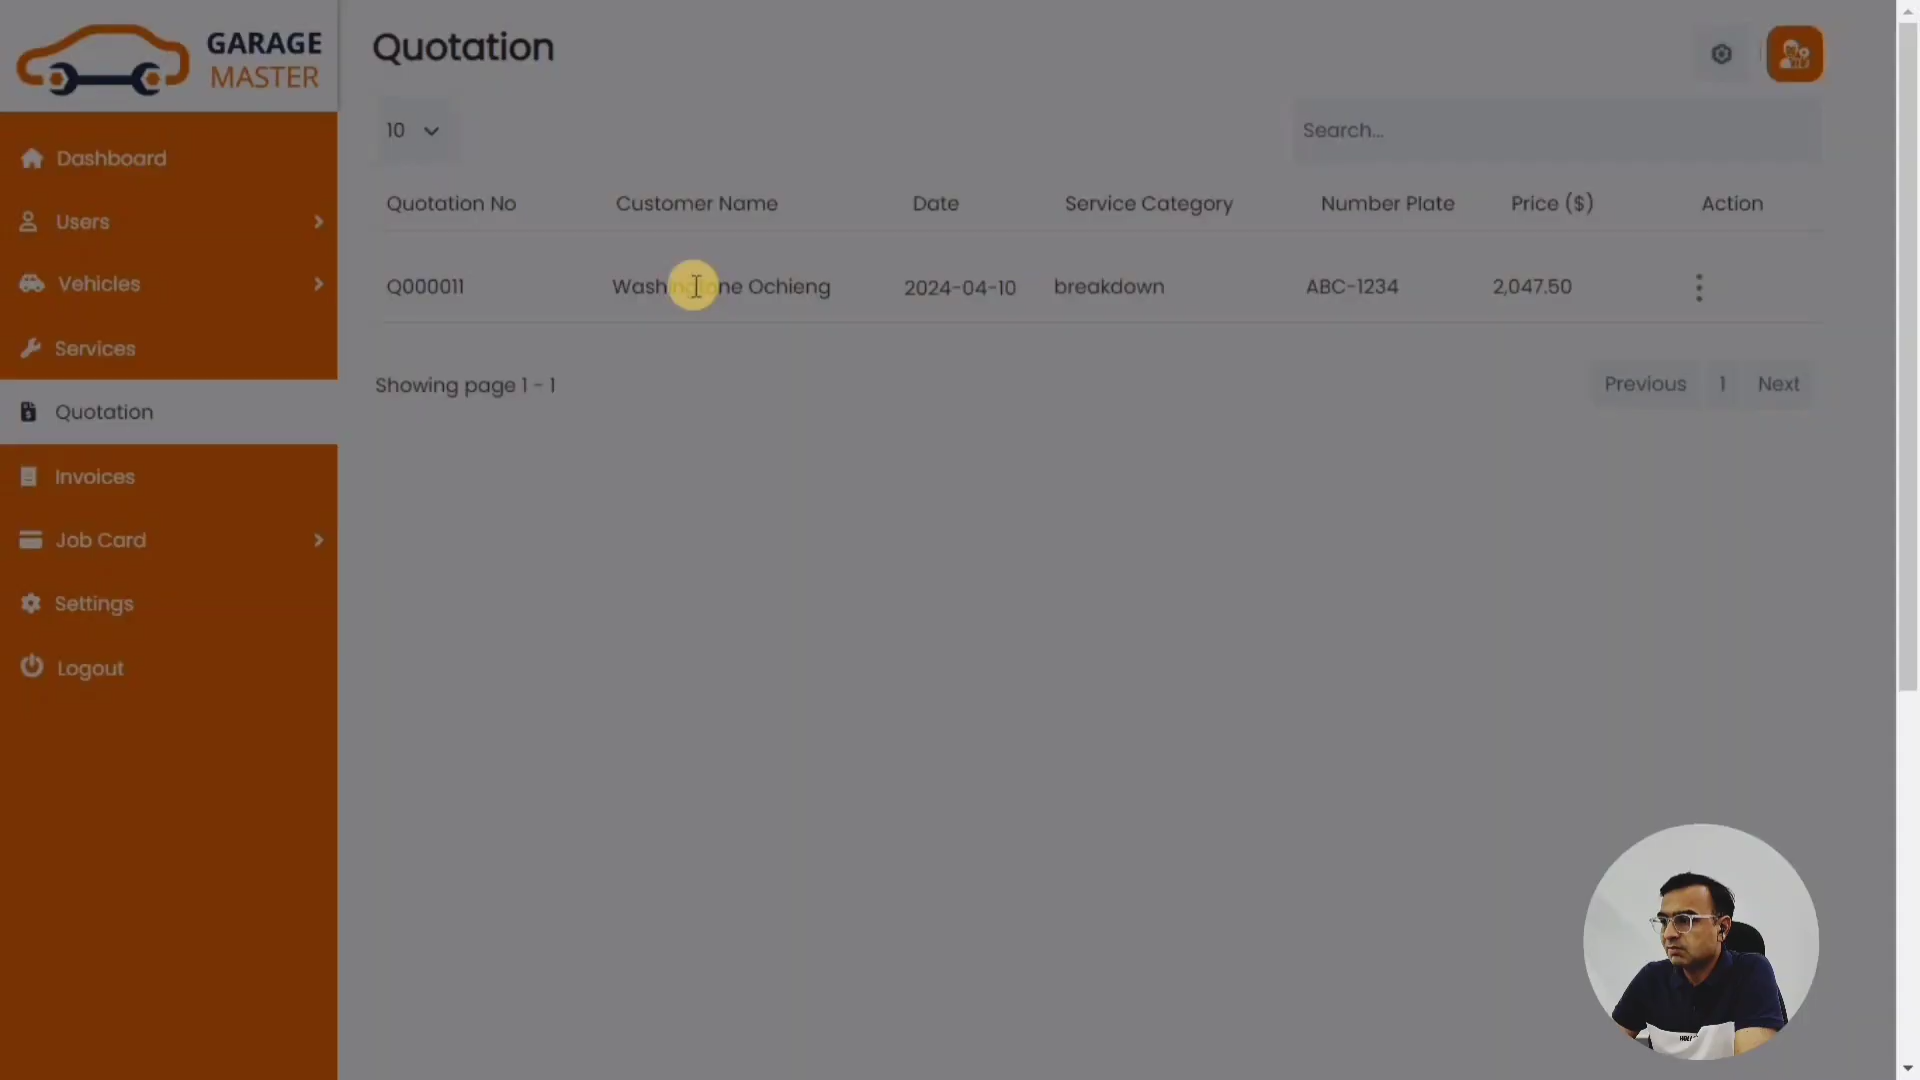 GARAGE
MASTER
Quotation
10
Search...
Dashboard
Users
Vehicles
Services
Quotation
Invoices
Job Card
Settings
Logout
Quotation No Customer Name Date Service Category Number Plate Price ($) Action
Q000011 Washingtone Ochieng 2024-04-10 breakdown ABC-1234 2,047.50
Showing page 1 - 1
Previous 1 Next